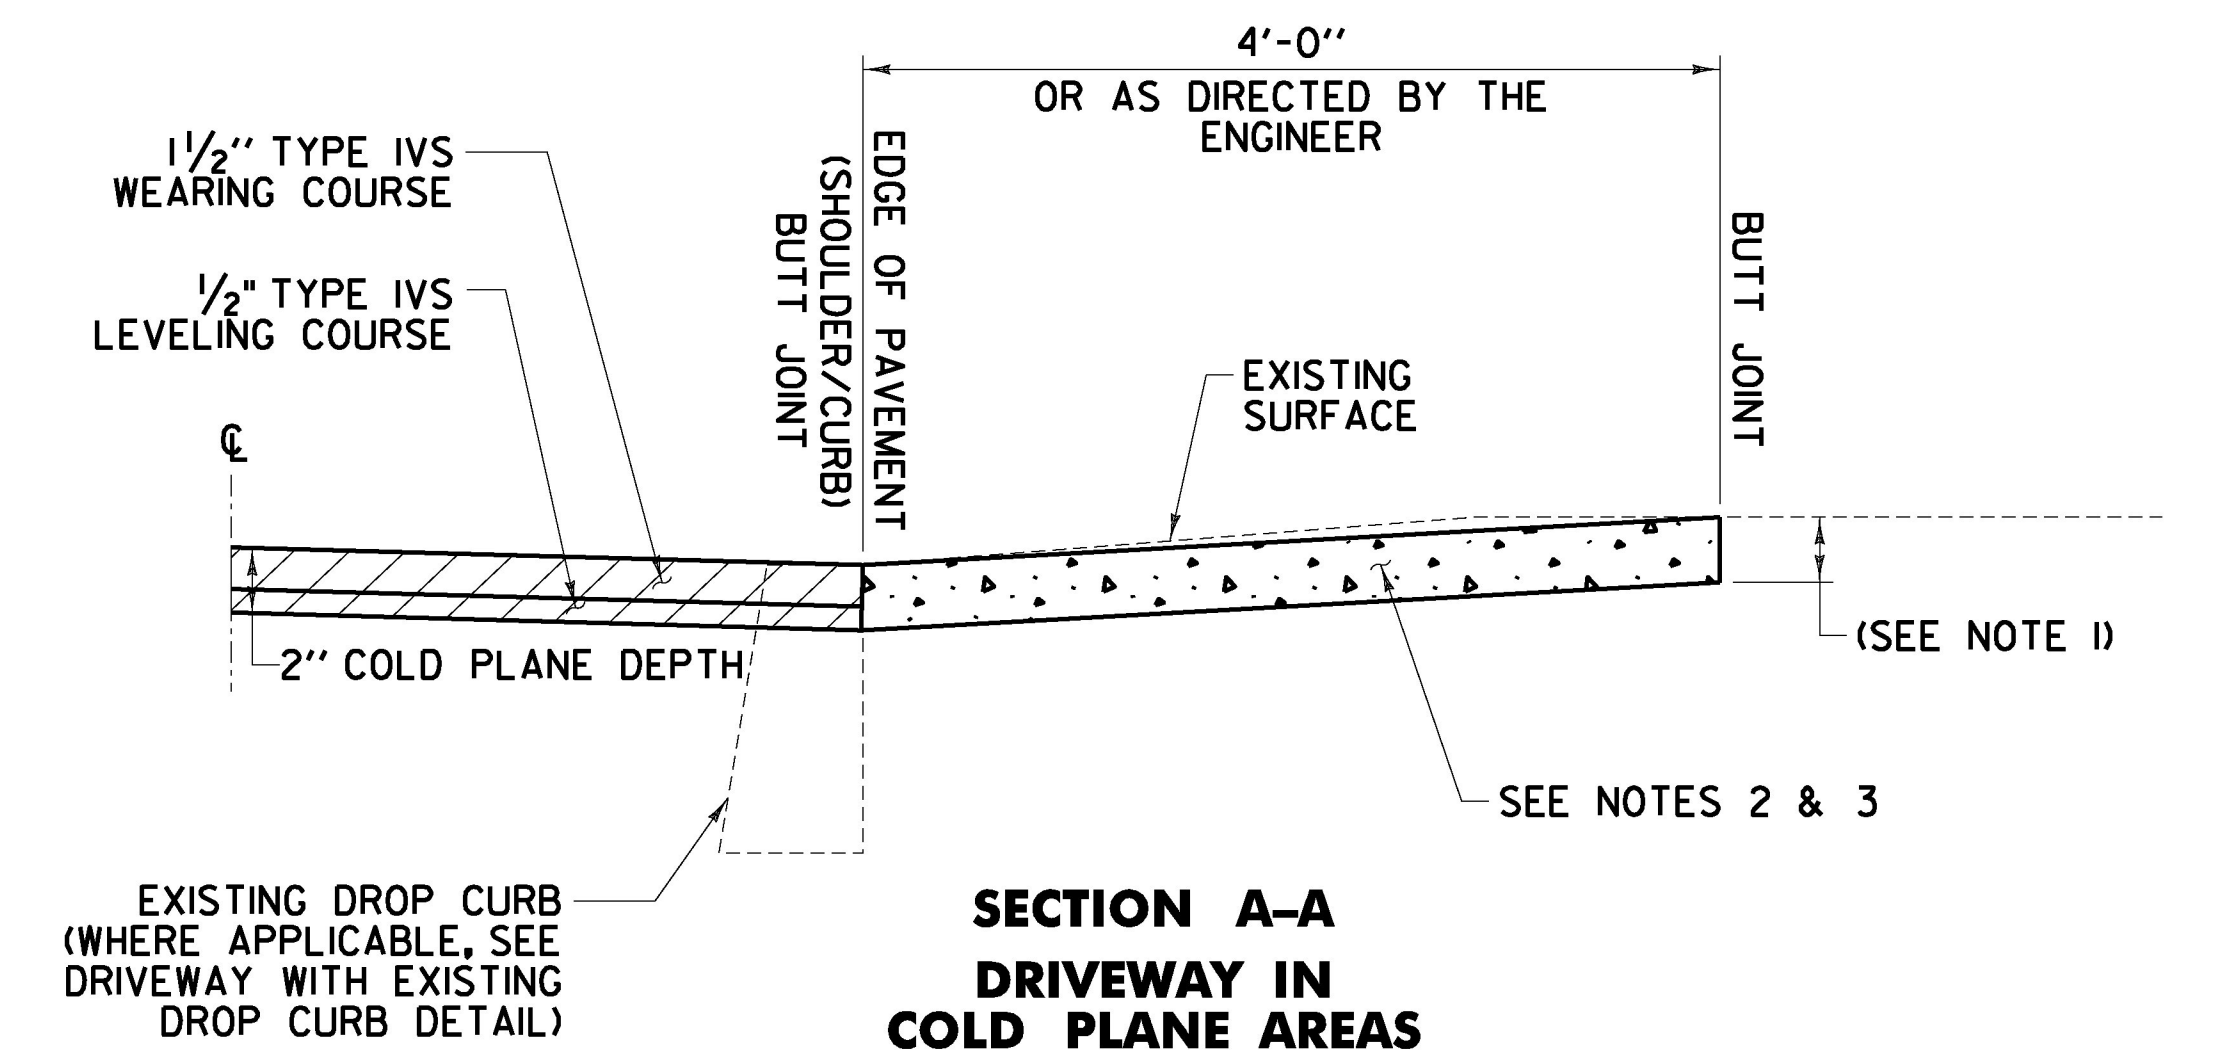 4'-0"
OR AS DIRECTED BY THE
ENGINEER
1 1/2" TYPE IVS
WEARING COURSE
1/2" TYPE IVS
LEVELING COURSE
EDGE OF PAVEMENT
(SHOULDER/CURB)
BUTT JOINT
BUTT JOINT
EXISTING
SURFACE
℄
2" COLD PLANE DEPTH
(SEE NOTE 1)
SEE NOTES 2 & 3
EXISTING DROP CURB
(WHERE APPLICABLE, SEE
DRIVEWAY WITH EXISTING
DROP CURB DETAIL)
SECTION A-A
DRIVEWAY IN
COLD PLANE AREAS